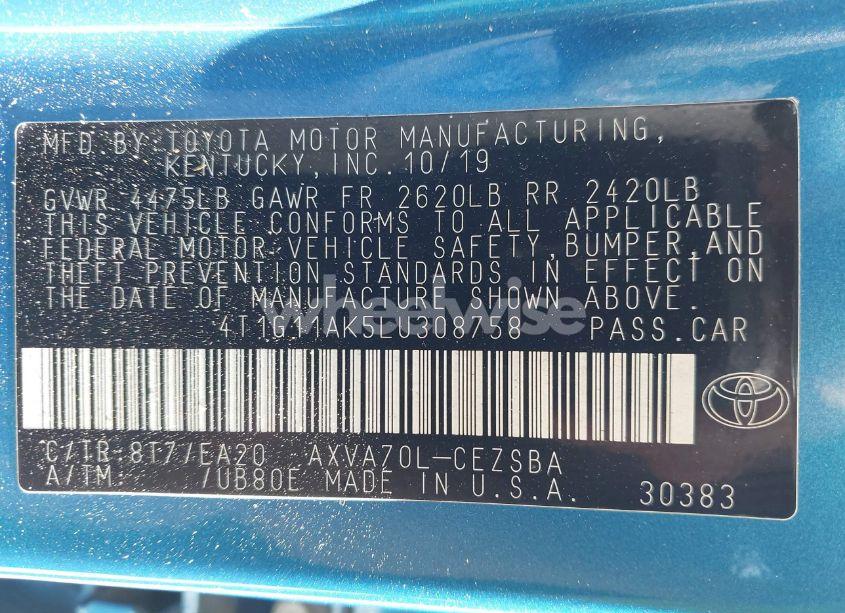 MFD BY:TOYOTA MOTOR MANUFACTURING,
KENTUCKY,INC.10/19
GVWR 4475LB GAWR FR 2620LB RR 2420LB
THIS VEHICLE CONFORMS TO ALL APPLICABLE
FEDERAL MOTOR VEHICLE SAFETY,BUMPER,AND
THEFT PREVENTION STANDARDS IN EFFECT ON
THE DATE OF MANUFACTURE SHOWN ABOVE.
wheelwise
4T1G11AK5LU308758 PASS.CAR
C/TR:8T7/EA20 AXVA70L-CEZSBA
A/TM: /UB80E MADE IN U.S.A. 30383